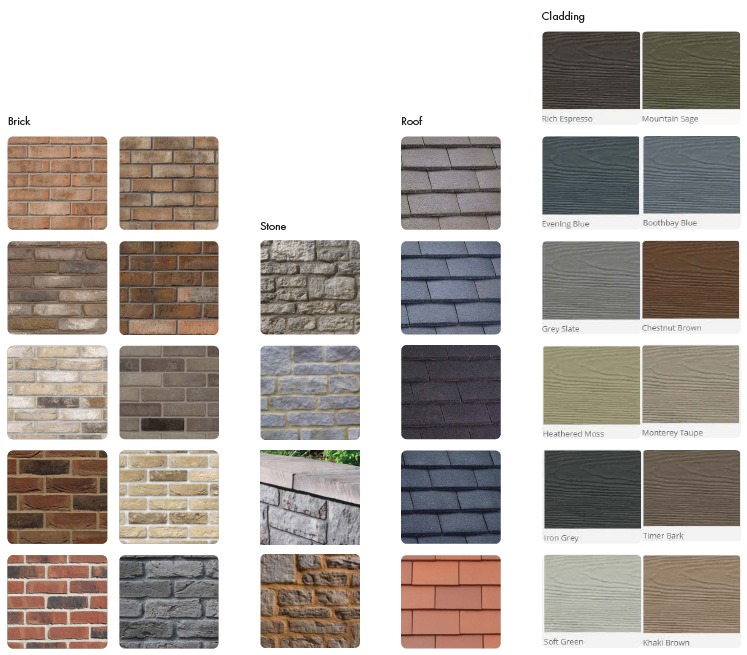 Cladding
Rich Espresso
Mountain Sage
Brick
Roof
Evening Blue
Boothbay Blue
Stone
Grey Slate
Chestnut Brown
Heathered Moss
Monterey Taupe
Iron Grey
Timer Bark
Soft Green
Khaki Brown